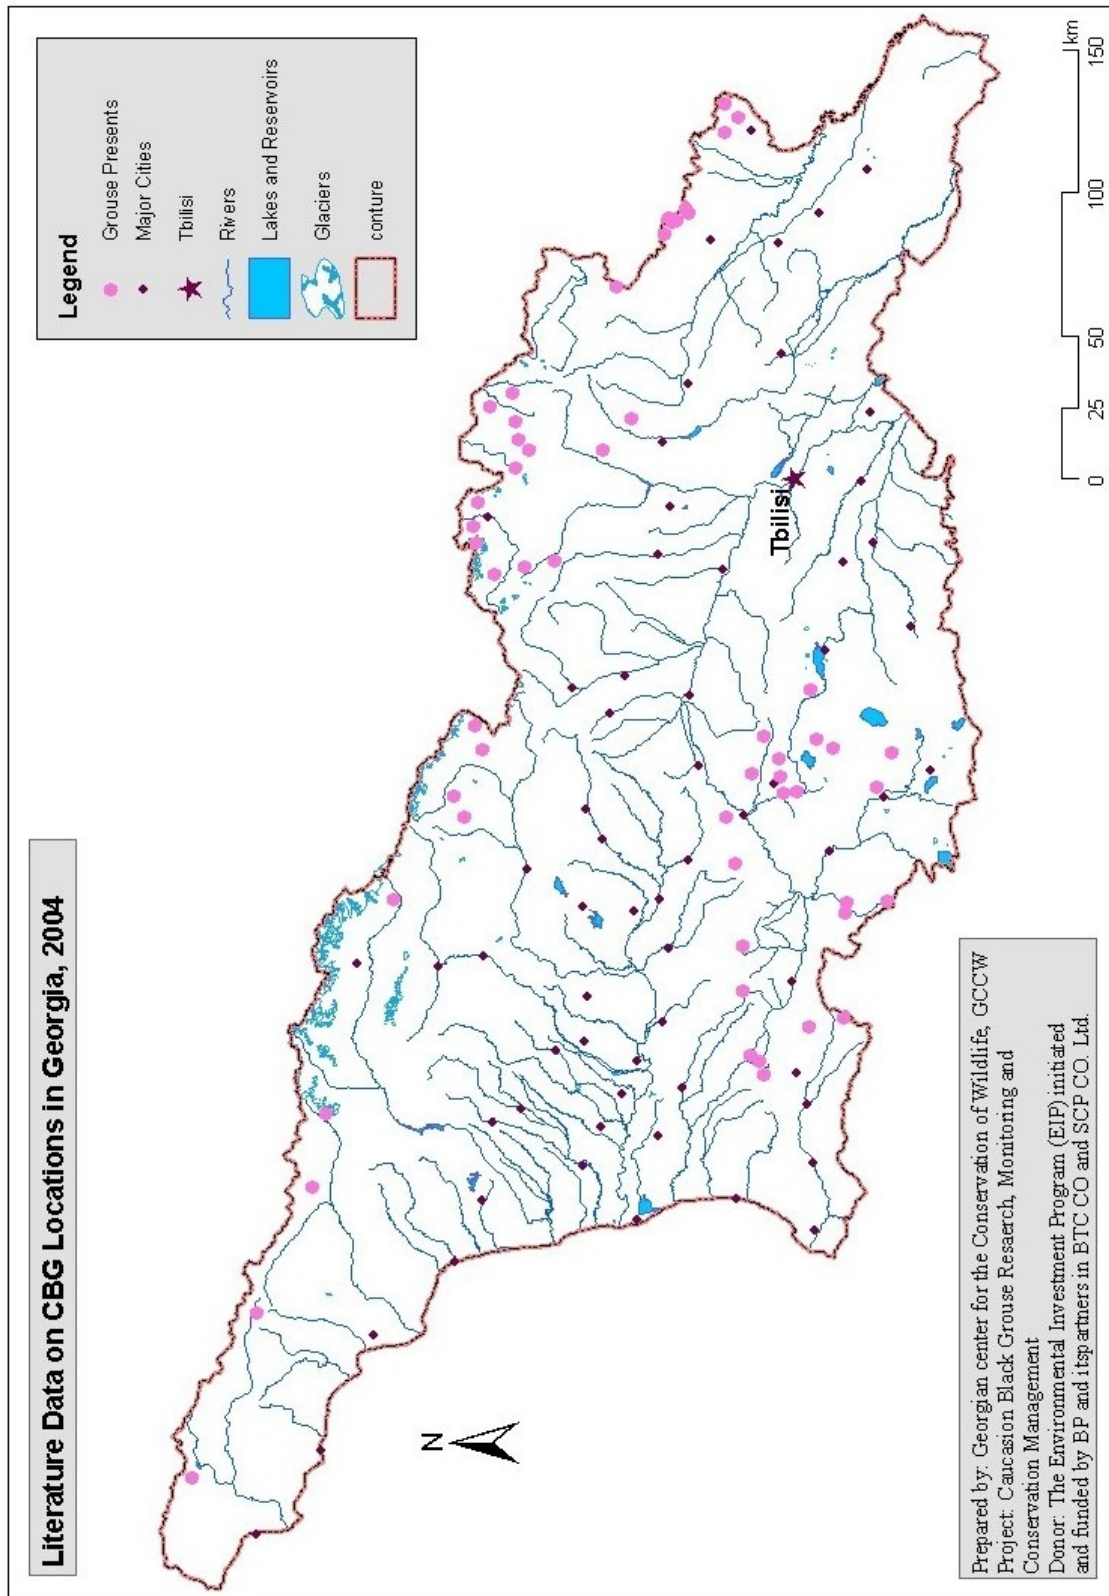 Literature Data on CBG Locations in Georgia, 2004
Legend
Grouse Presents
Major Cities
Tbilisi
Rivers
Lakes and Reservoirs
Glaciers
conture
N
Tbilisi
0 25 50 100 150
km
Prepared by: Georgian center for the Conservation of Wildlife, GCCW
Project: Caucasion Black Grouse Resaerch, Monitoring and
Conservation Management
Donor: The Environmental Investment Program (EIP) initiated
and funded by BP and itspartners in BTC CO and SCP CO. Ltd.